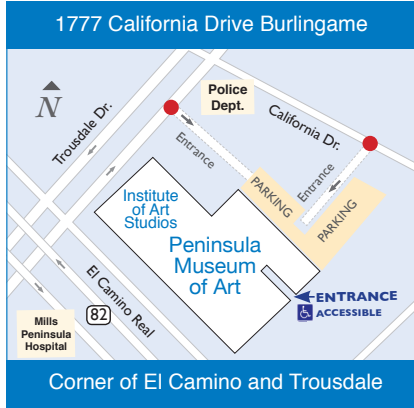 1777 California Drive Burlingame
N
Trousdale Dr.
Police
Dept.
California Dr.
Entrance
Entrance
PARKING
PARKING
Institute
of Art
Studios
Peninsula
Museum
of Art
El Camino Real
82
ENTRANCE
ACCESSIBLE
Mills
Peninsula
Hospital
Corner of El Camino and Trousdale